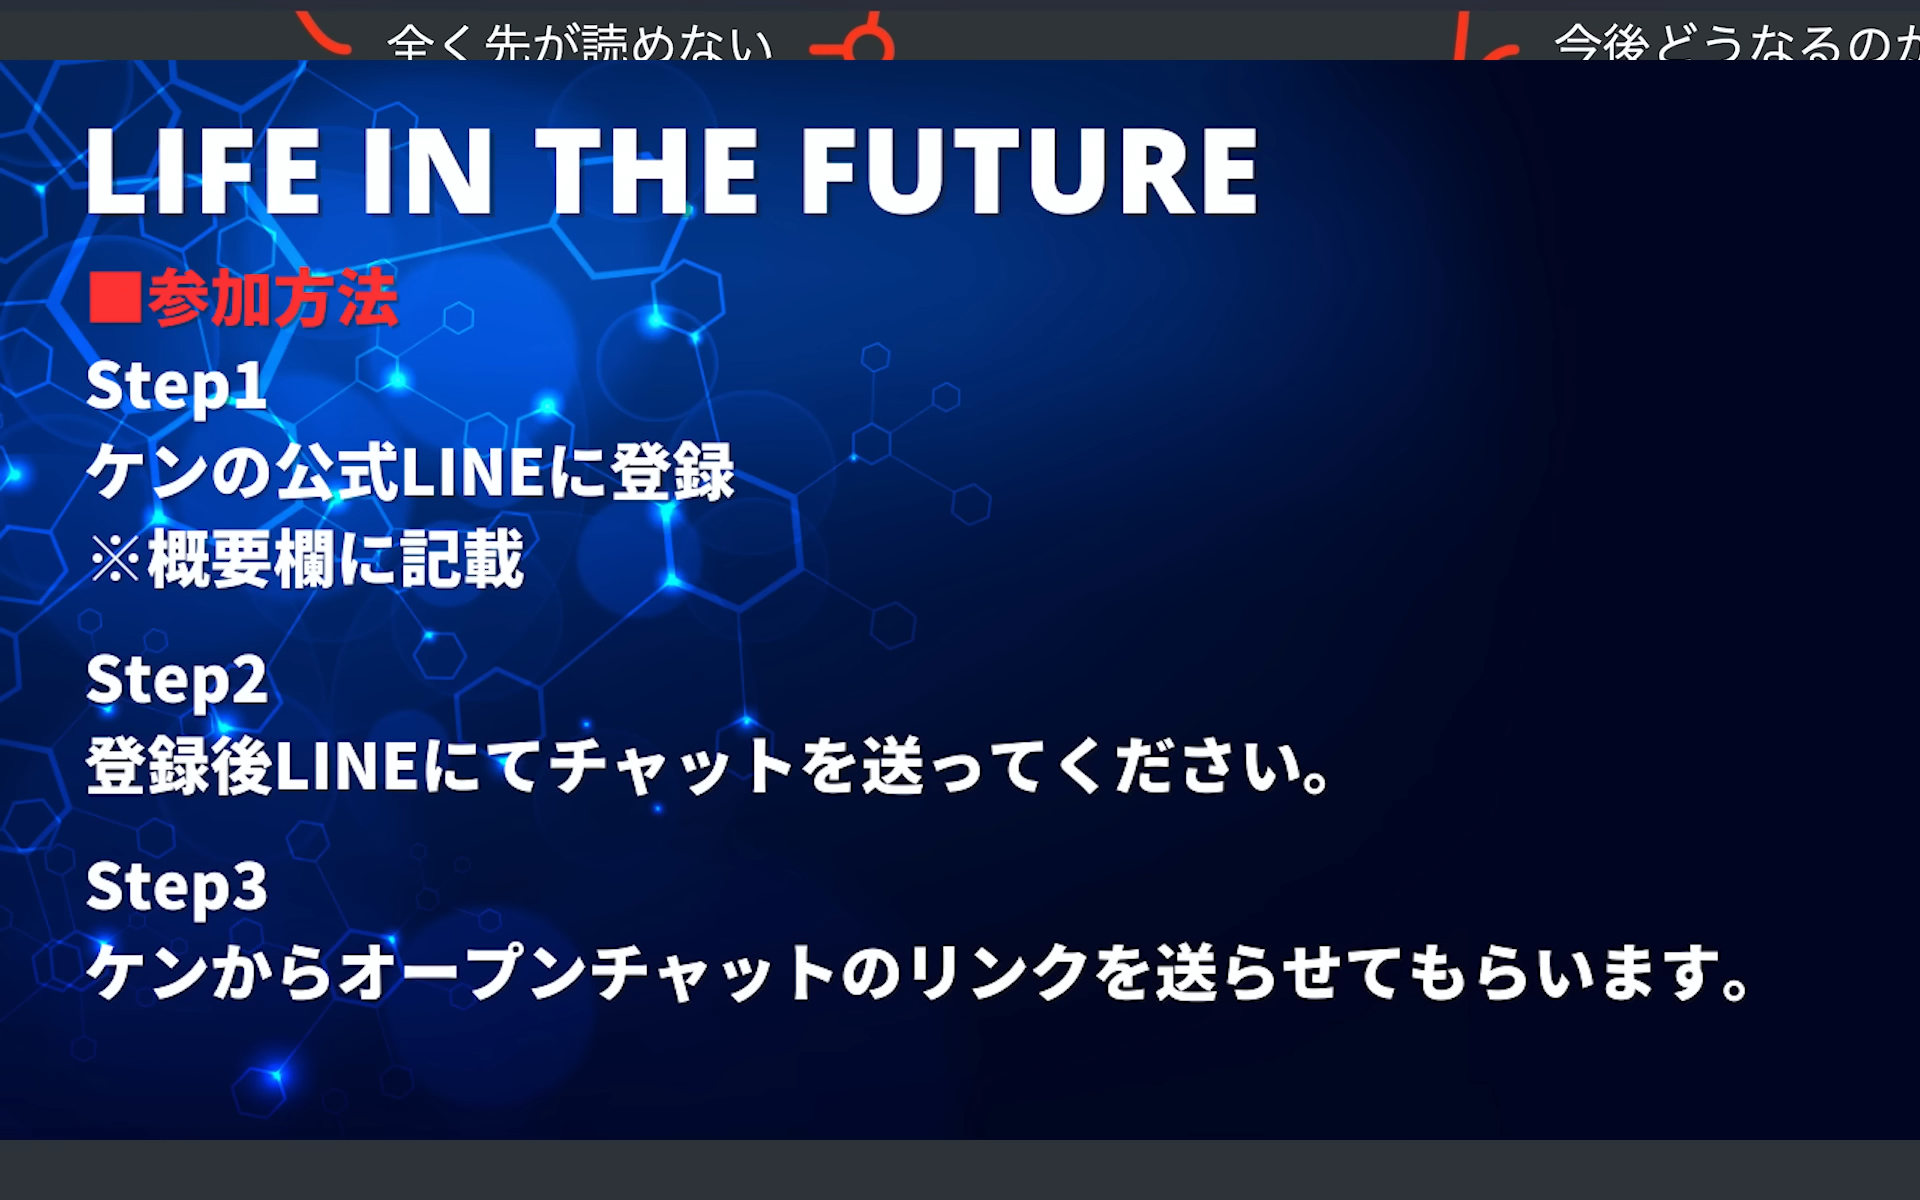 全く先が読めない
今後どうなるのか
LIFE IN THE FUTURE
■参加方法
Step1
ケンの公式LINEに登録
※概要欄に記載
Step2
登録後LINEにてチャットを送ってください。
Step3
ケンからオープンチャットのリンクを送らせてもらいます。